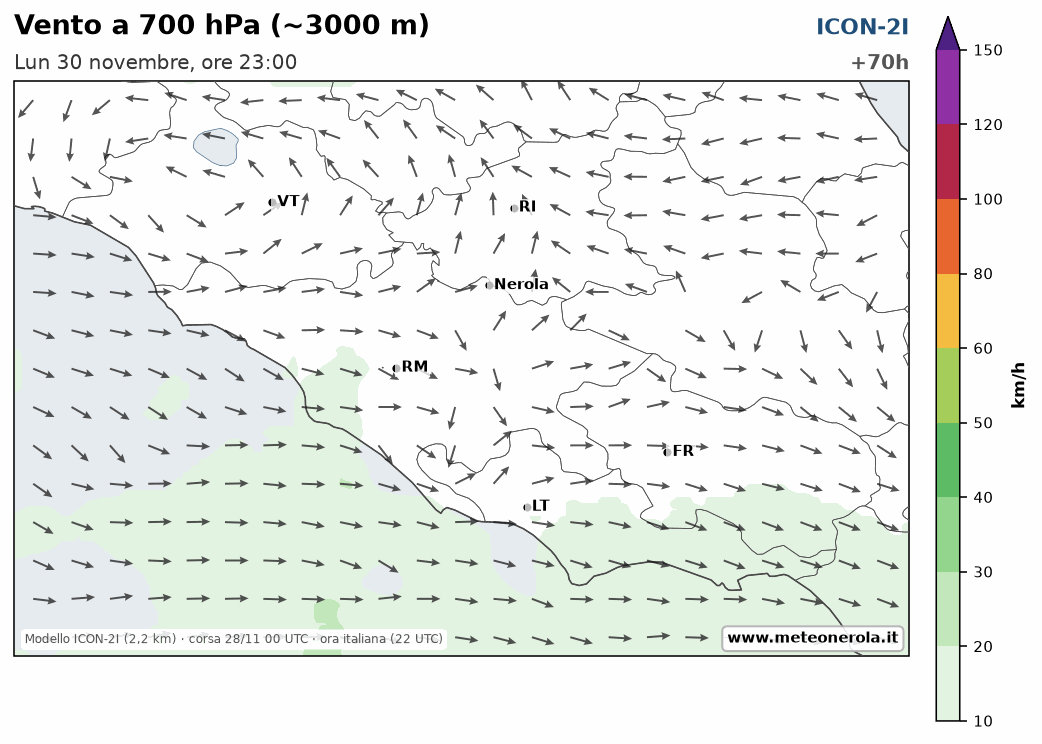 Vento a 700 hPa (~3000 m)
ICON-2I
Lun 30 novembre, ore 23:00
+70h
VT
RI
Nerola
RM
FR
LT
Modello ICON-2I (2,2 km) · corsa 28/11 00 UTC · ora italiana (22 UTC)
www.meteonerola.it
150
120
100
80
60
50
40
30
20
10
km/h